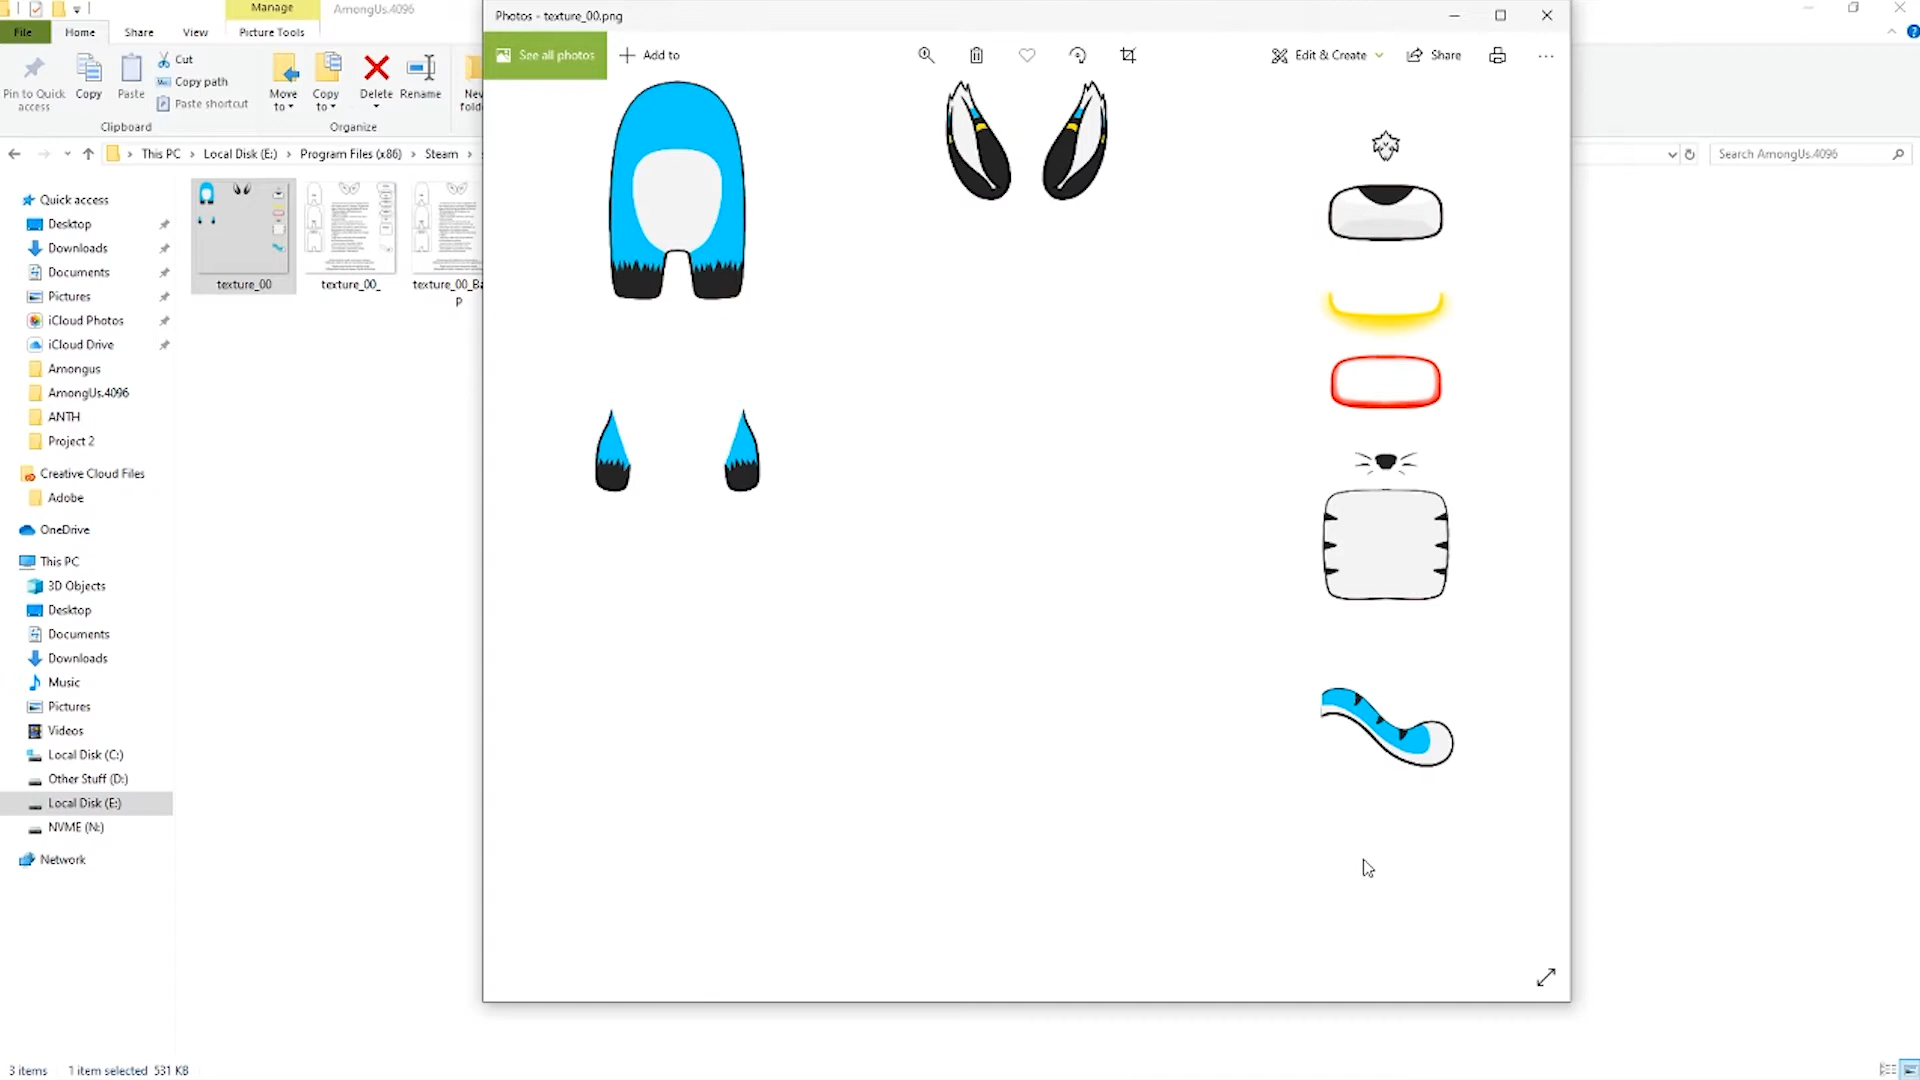 Manage
AmongUs.4096
File
Home
Share
View
Picture Tools
Pin to Quick
access
Copy
Paste
Cut
Copy path
Paste shortcut
Clipboard
Move
to
Copy
to
Delete
Rename
New
Organize
This PC
Local Disk (E:)
Program Files (x86)
Steam
Search AmongUs.4096
Quick access
Desktop
Downloads
Documents
Pictures
iCloud Photos
iCloud Drive
Amongus
AmongUs.4096
ANTH
Project 2
Creative Cloud Files
Adobe
OneDrive
This PC
3D Objects
Desktop
Documents
Downloads
Music
Pictures
Videos
Local Disk (C:)
Other Stuff (D:)
Local Disk (E:)
NVME (N:)
Network
texture_00
texture_00_
texture_00_Ba
p
Photos - texture_00.png
See all photos
Add to
Edit & Create
Share
3 items
1 item selected 531 KB